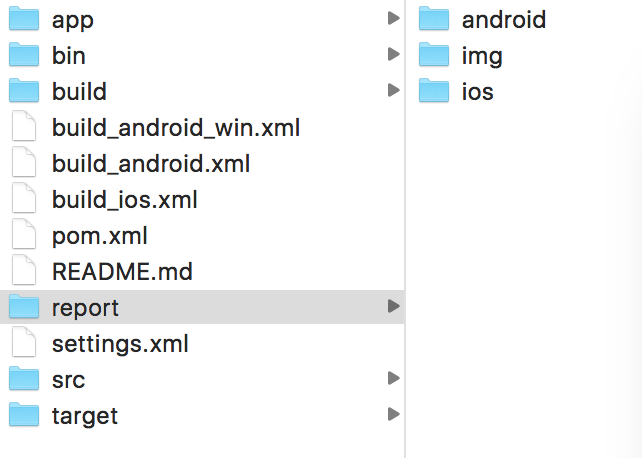 app
bin
build
build_android_win.xml
build_android.xml
build_ios.xml
pom.xml
README.md
report
settings.xml
src
target
android
img
ios